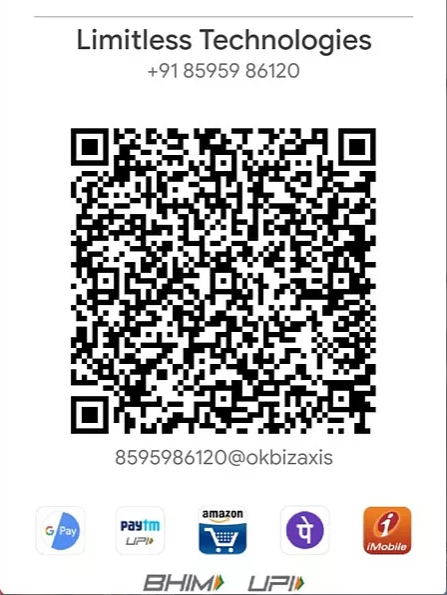 Limitless Technologies
+91 85959 86120
8595986120@okbizaxis
G Pay
paytm
UPI
amazon
पे
i
iMobile
BHIM UPI